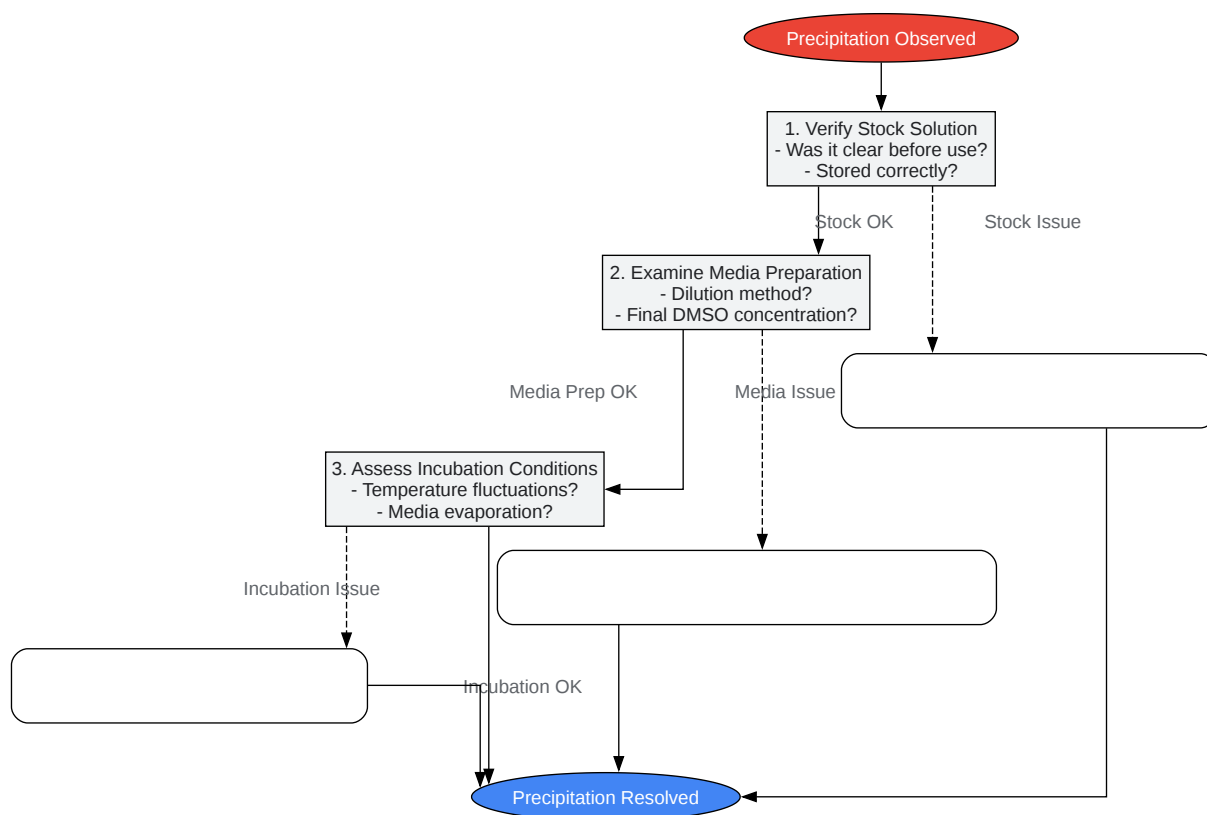 Precipitation Observed
1. Verify Stock Solution
- Was it clear before use?
- Stored correctly?
Stock OK
Stock Issue
2. Examine Media Preparation
- Dilution method?
- Final DMSO concentration?
Media Prep OK
Media Issue
3. Assess Incubation Conditions
- Temperature fluctuations?
- Media evaporation?
Incubation Issue
Incubation OK
Precipitation Resolved